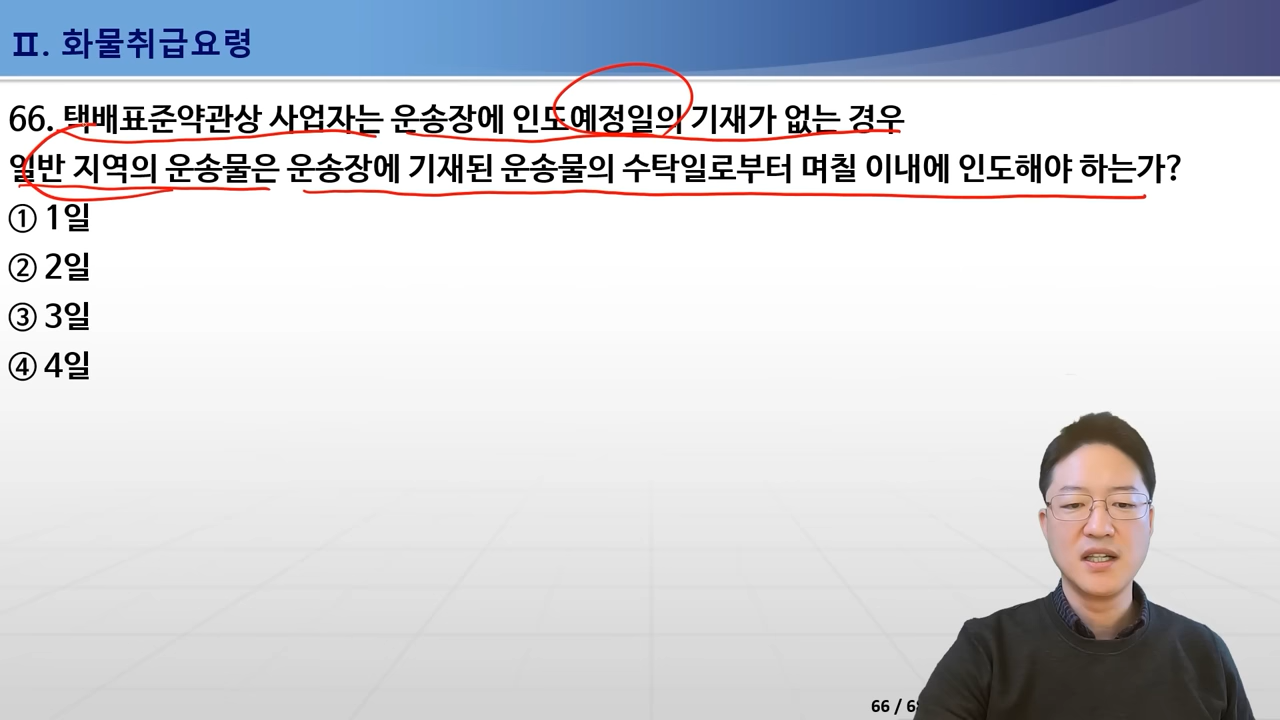 Ⅱ. 화물취급요령
66. 택배표준약관상 사업자는 운송장에 인도예정일의 기재가 없는 경우
일반 지역의 운송물은 운송장에 기재된 운송물의 수탁일로부터 며칠 이내에 인도해야 하는가?
① 1일
② 2일
③ 3일
④ 4일
66 / 6